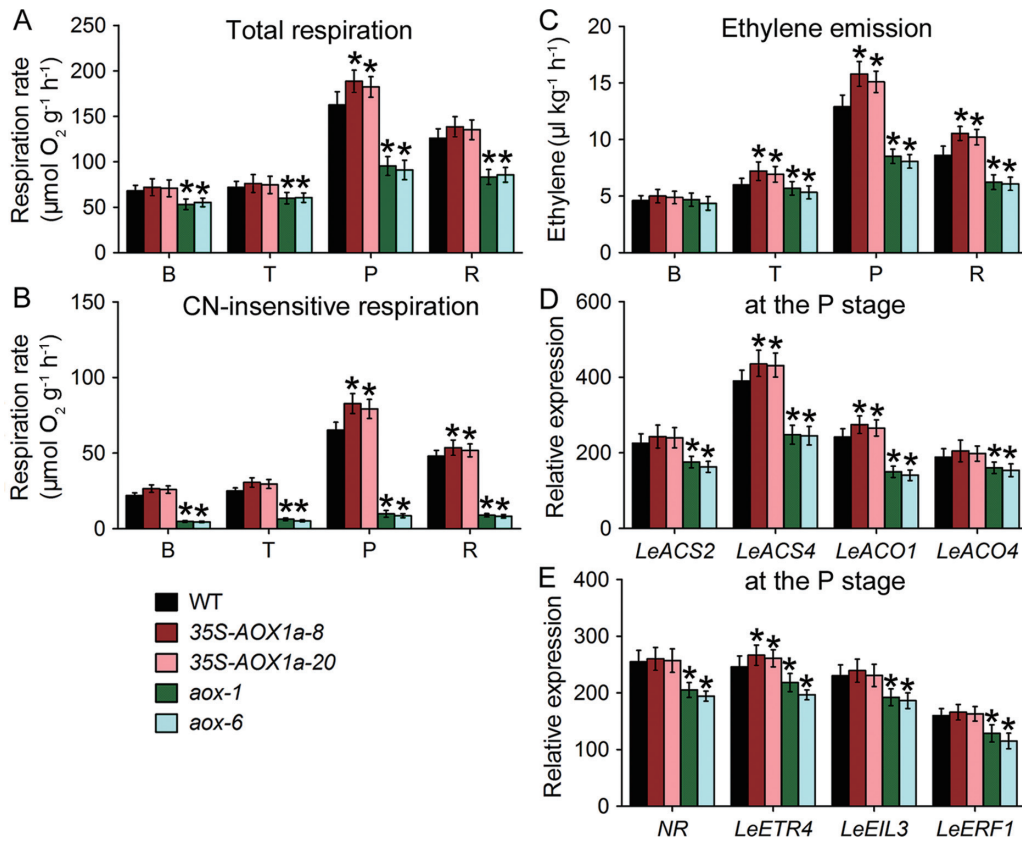 A
Total respiration
Respiration rate
(μmol O₂ g⁻¹ h⁻¹)
250
200
150
100
50
0
* * ** ** ** **
B T P R
B
CN-insensitive respiration
Respiration rate
(μmol O₂ g⁻¹ h⁻¹)
150
100
50
0
** ** * * ** * * **
B T P R
WT
35S-AOX1a-8
35S-AOX1a-20
aox-1
aox-6
C
Ethylene emission
Ethylene (μl kg⁻¹ h⁻¹)
20
15
10
5
0
** ** * * ** ** **
B T P R
D
at the P stage
Relative expression
600
400
200
0
** * * ** * * ** **
LeACS2 LeACS4 LeACO1 LeACO4
E
at the P stage
Relative expression
400
300
200
100
0
** * * ** ** **
NR LeETR4 LeEIL3 LeERF1